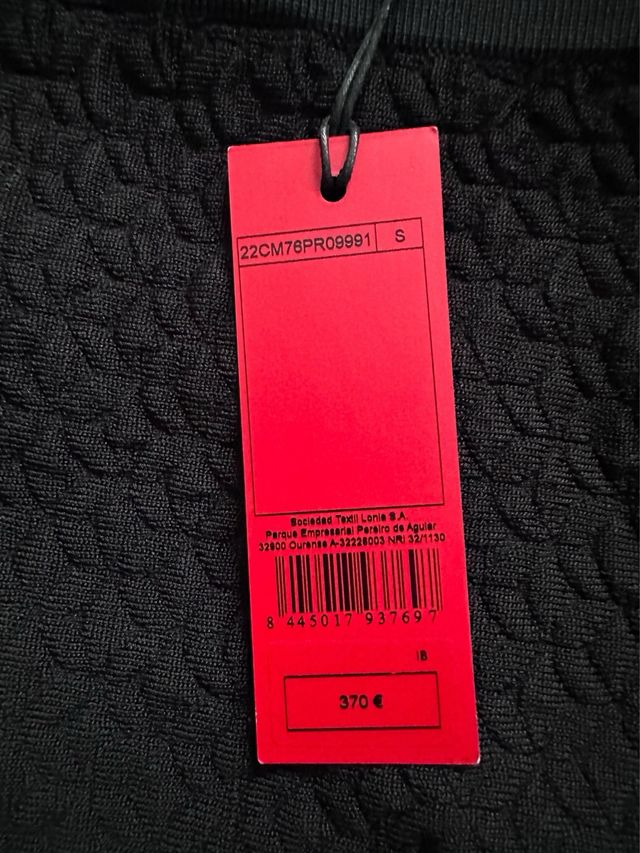 22CM76PR09991 S
Sociedad Textil Lonia S.A.
Parque Empresarial Pereiro de Aguiar
32900 Ourense A-32228003 NRI 32/1130
8 445017 937697
IB
370 €